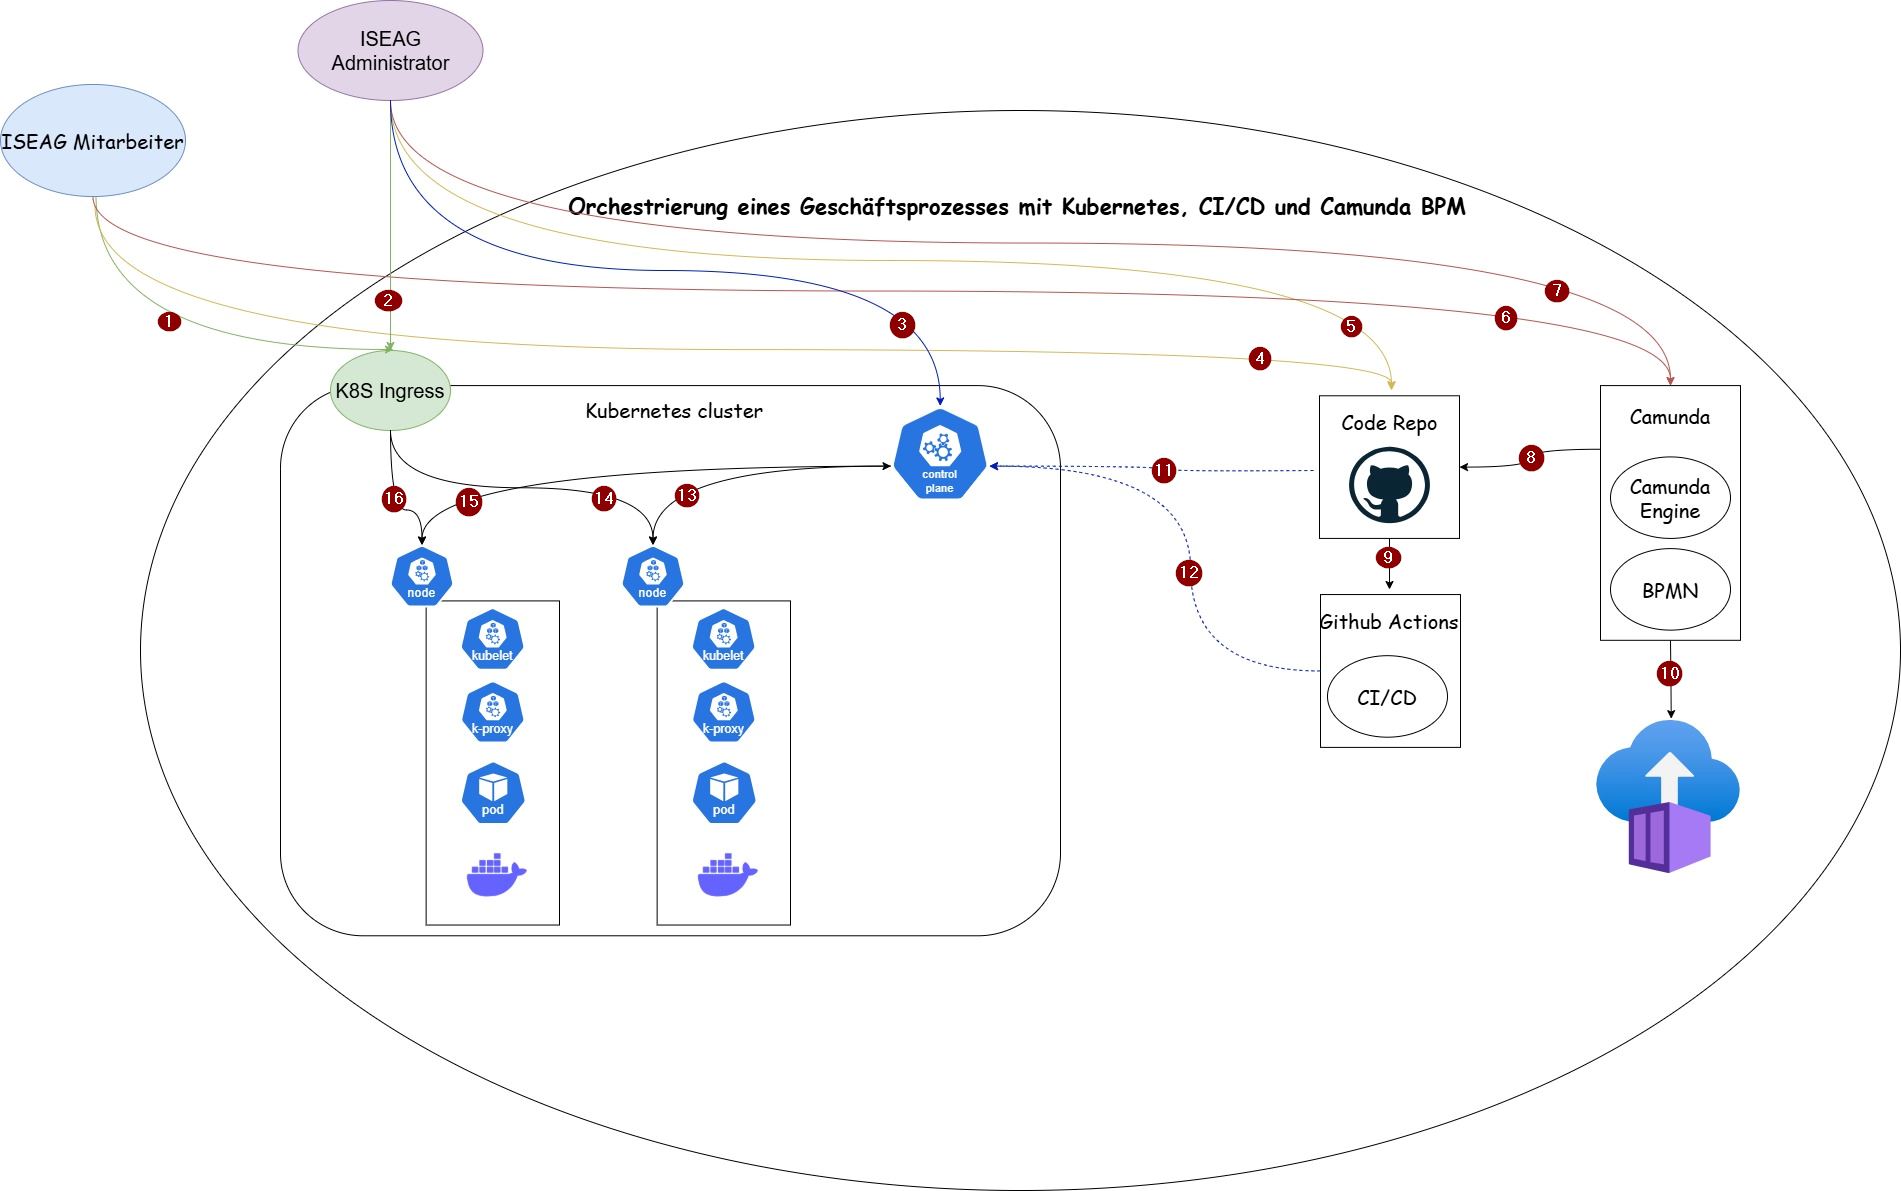 ISEAG
Administrator
ISEAG Mitarbeiter
Orchestrierung eines Geschäftsprozesses mit Kubernetes, CI/CD und Camunda BPM
1
2
3
4
5
6
7
K8S Ingress
Kubernetes cluster
control
plane
Code Repo
Camunda
Camunda
Engine
BPMN
8
9
10
11
12
13
14
15
16
node
node
Github Actions
CI/CD
kubelet
k-proxy
pod
kubelet
k-proxy
pod